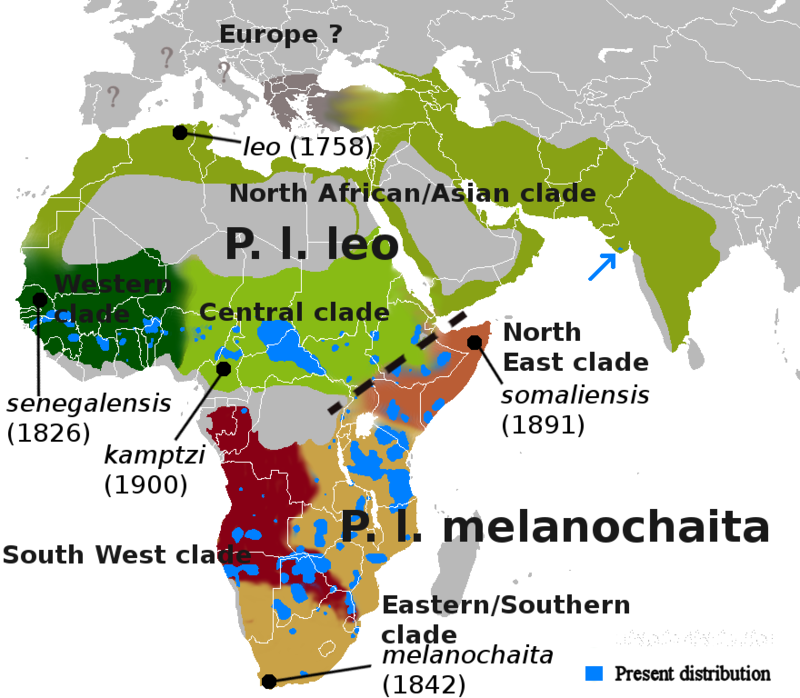 Europe ?
?
?
?
leo (1758)
North African/Asian clade
P. l. leo
Western
clade
Central clade
North
East clade
somaliensis
(1891)
senegalensis
(1826)
kamptzi
(1900)
P. l. melanochaita
South West clade
Eastern/Southern
clade
melanochaita
(1842)
Present distribution